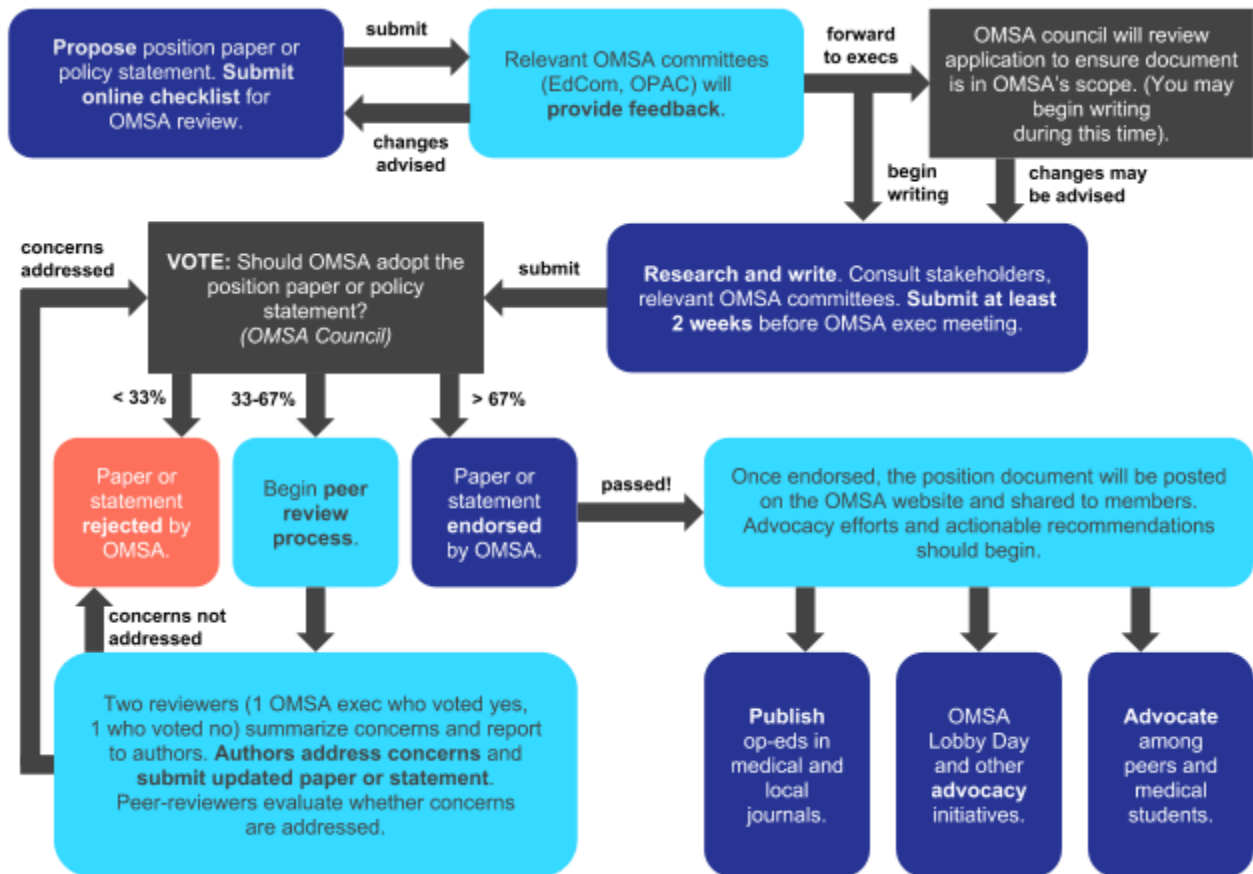 Propose position paper or
policy statement. Submit
online checklist for
OMSA review.
submit
changes
advised
Relevant OMSA committees
(EdCom, OPAC) will
provide feedback.
forward
to execs
begin
writing
OMSA council will review
application to ensure document
is in OMSA's scope. (You may
begin writing
during this time).
changes may
be advised
Research and write. Consult stakeholders,
relevant OMSA committees. Submit at least
2 weeks before OMSA exec meeting.
submit
concerns
addressed
VOTE: Should OMSA adopt the
position paper or policy
statement?
(OMSA Council)
< 33%
33-67%
> 67%
Paper or
statement
rejected by
OMSA.
Begin peer
review
process.
Paper or
statement
endorsed
by OMSA.
passed!
Once endorsed, the position document will be posted
on the OMSA website and shared to members.
Advocacy efforts and actionable recommendations
should begin.
concerns not
addressed
Two reviewers (1 OMSA exec who voted yes,
1 who voted no) summarize concerns and report
to authors. Authors address concerns and
submit updated paper or statement.
Peer-reviewers evaluate whether concerns
are addressed.
Publish
op-eds in
medical and
local
journals.
OMSA
Lobby Day
and other
advocacy
initiatives.
Advocate
among
peers and
medical
students.